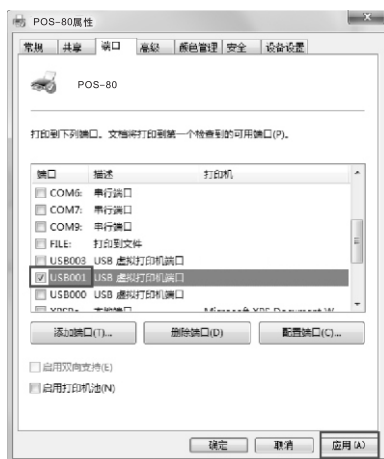 POS-80属性
常规 共享 端口 高级 颜色管理 安全 设备设置
POS-80
打印到下列端口。文档将打印到第一个检查到的可用端口(P)。
端口 描述 打印机
COM6: 串行端口
COM7: 串行端口
COM9: 串行端口
FILE: 打印到文件
USB003 USB 虚拟打印机端口
USB001 USB 虚拟打印机端口
USB000 USB 虚拟打印机端口
本地端口 Microsoft XPS Document W
添加端口(T)... 删除端口(D) 配置端口(C)...
启用双向支持(E)
启用打印机池(N)
确定 取消 应用(A)